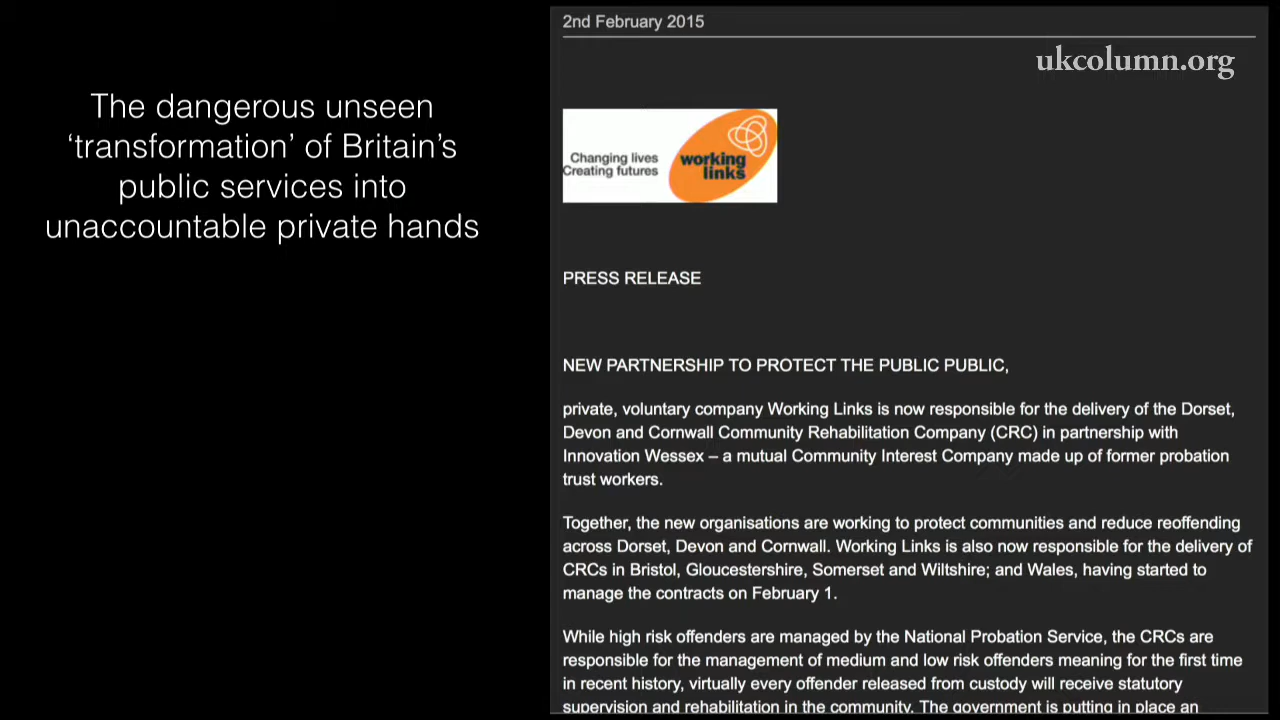 The dangerous unseen
‘transformation’ of Britain’s
public services into
unaccountable private hands
2nd February 2015
ukcolumn.org
Changing lives
Creating futures
working
links
PRESS RELEASE
NEW PARTNERSHIP TO PROTECT THE PUBLIC PUBLIC,
private, voluntary company Working Links is now responsible for the delivery of the Dorset,
Devon and Cornwall Community Rehabilitation Company (CRC) in partnership with
Innovation Wessex – a mutual Community Interest Company made up of former probation
trust workers.
Together, the new organisations are working to protect communities and reduce reoffending
across Dorset, Devon and Cornwall. Working Links is also now responsible for the delivery of
CRCs in Bristol, Gloucestershire, Somerset and Wiltshire; and Wales, having started to
manage the contracts on February 1.
While high risk offenders are managed by the National Probation Service, the CRCs are
responsible for the management of medium and low risk offenders meaning for the first time
in recent history, virtually every offender released from custody will receive statutory
supervision and rehabilitation in the community. The government is putting in place an